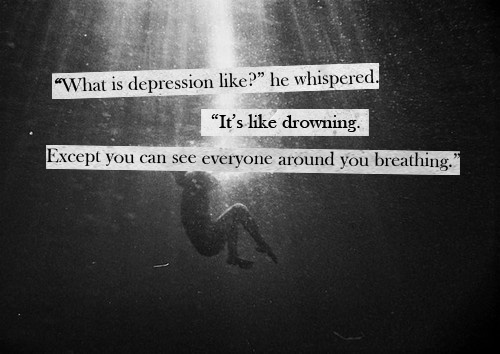 “What is depression like?” he whispered.
“It’s like drowning.
Except you can see everyone around you breathing.”